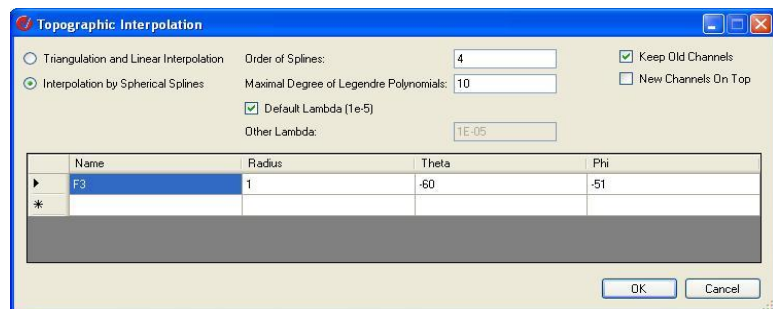 Topographic Interpolation
Triangulation and Linear Interpolation
Order of Splines: 4
Keep Old Channels
Interpolation by Spherical Splines
Maximal Degree of Legendre Polynomials: 10
New Channels On Top
Default Lambda (1e-5)
Other Lambda: 1E-05
Name Radius Theta Phi
F3 1 -60 -51
OK Cancel